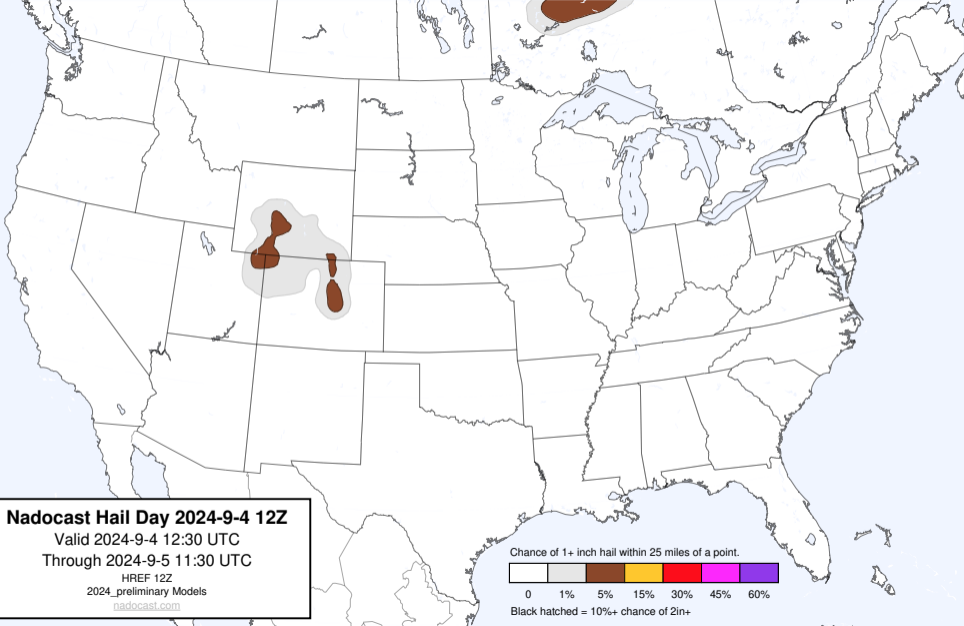 Nadocast Hail Day 2024-9-4 12Z
Valid 2024-9-4 12:30 UTC
Through 2024-9-5 11:30 UTC
HREF 12Z
2024_preliminary Models
nadocast.com
Chance of 1+ inch hail within 25 miles of a point.
0 1% 5% 15% 30% 45% 60%
Black hatched = 10%+ chance of 2in+